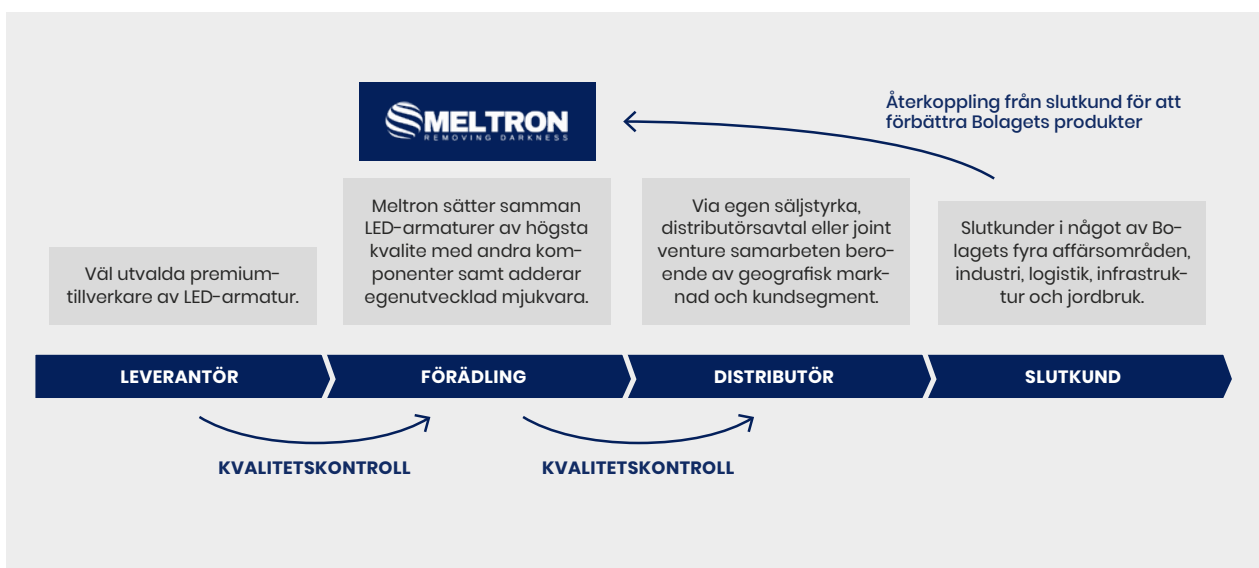 MELTRON
REMOVING DARKNESS
Återkoppling från slutkund för att
förbättra Bolagets produkter
Väl utvalda premium-
tillverkare av LED-armatur.
Meltron sätter samman
LED-armaturer av högsta
kvalite med andra kom-
ponenter samt adderar
egenutvecklad mjukvara.
Via egen säljstyrka,
distributörsavtal eller joint
venture samarbeten bero-
ende av geografisk mark-
nad och kundsegment.
Slutkunder i något av Bo-
lagets fyra affärsområden,
industri, logistik, infrastruk-
tur och jordbruk.
LEVERANTÖR
FÖRÄDLING
DISTRIBUTÖR
SLUTKUND
KVALITETSKONTROLL
KVALITETSKONTROLL